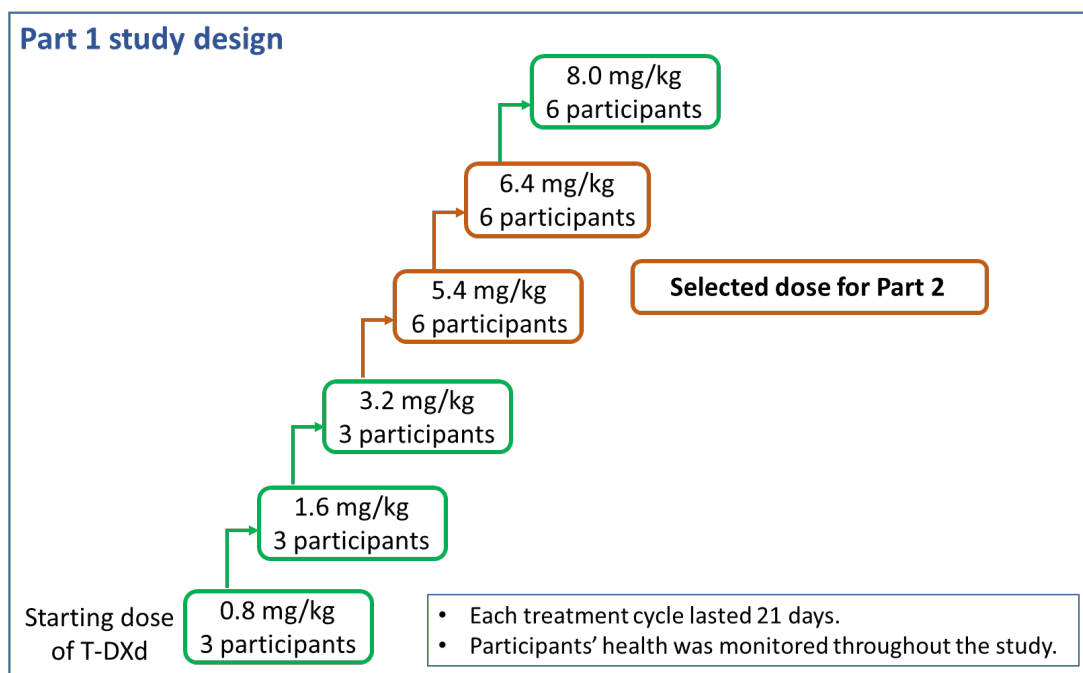 Part 1 study design
8.0 mg/kg
6 participants
6.4 mg/kg
6 participants
5.4 mg/kg
6 participants
Selected dose for Part 2
3.2 mg/kg
3 participants
1.6 mg/kg
3 participants
Starting dose
of T-DXd
0.8 mg/kg
3 participants
• Each treatment cycle lasted 21 days.
• Participants’ health was monitored throughout the study.